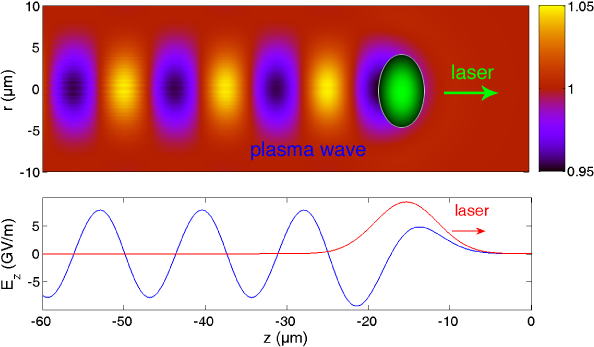 10
5
0
-5
-10
r (μm)
laser
plasma wave
1.05
1
0.95
5
0
-5
E_z (GV/m)
laser
-60 -50 -40 -30 -20 -10 0
z (μm)